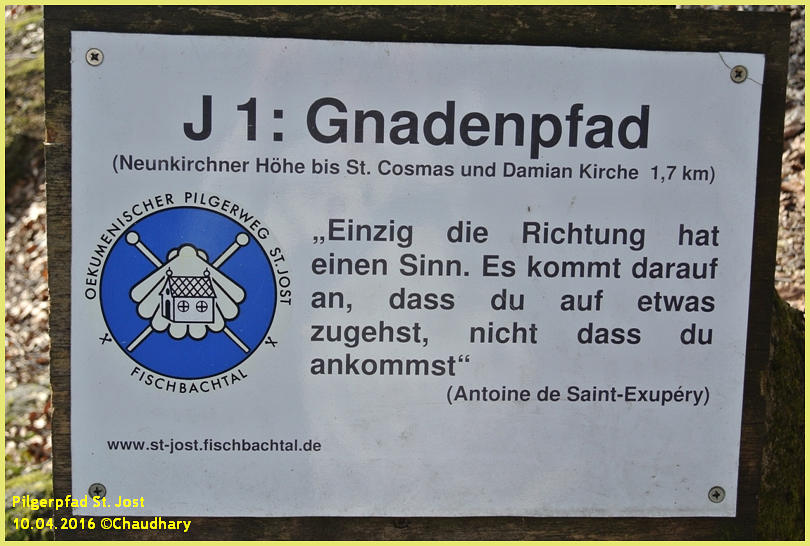 J 1: Gnadenpfad
(Neunkirchner Höhe bis St. Cosmas und Damian Kirche 1,7 km)
OEKUMENISCHER PILGERWEG ST. JOST
FISCHBACHTAL
„Einzig die Richtung hat
einen Sinn. Es kommt darauf
an, dass du auf etwas
zugehst, nicht dass du
ankommst“
(Antoine de Saint-Exupéry)
www.st-jost.fischbachtal.de
Pilgerpfad St. Jost
10.04.2016 ©Chaudhary